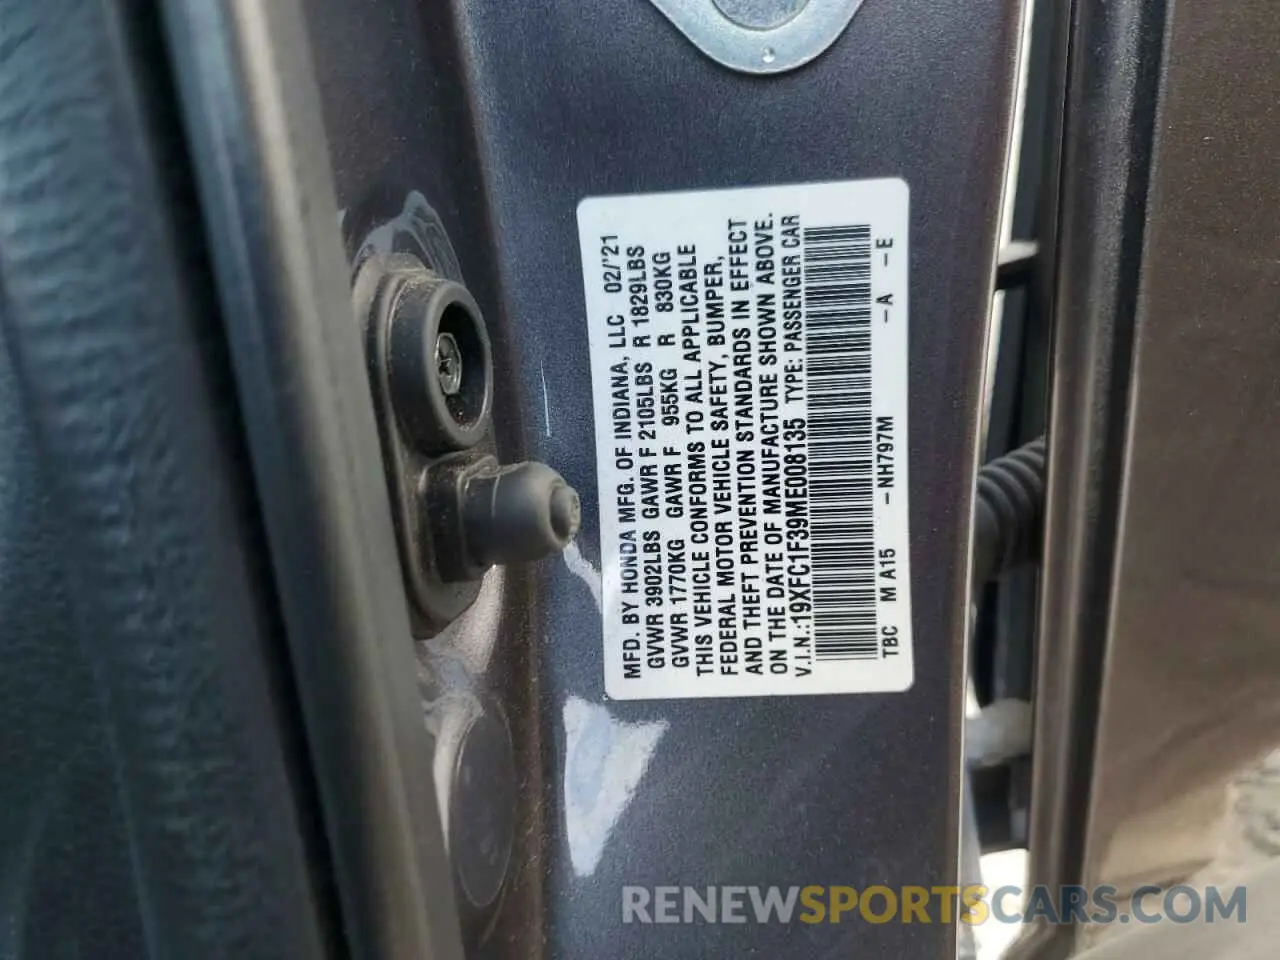 MFD. BY HONDA MFG. OF INDIANA, LLC 02/'21
GVWR 3902LBS GAWR F 2105LBS R 1829LBS
GVWR 1770KG GAWR F 955KG R 830KG
THIS VEHICLE CONFORMS TO ALL APPLICABLE
FEDERAL MOTOR VEHICLE SAFETY, BUMPER,
AND THEFT PREVENTION STANDARDS IN EFFECT
ON THE DATE OF MANUFACTURE SHOWN ABOVE.
V.I.N.:19XFC1F39ME008135 TYPE: PASSENGER CAR
TBC M A15 -NH797M -A -E
RENEWSPORTSCARS.COM